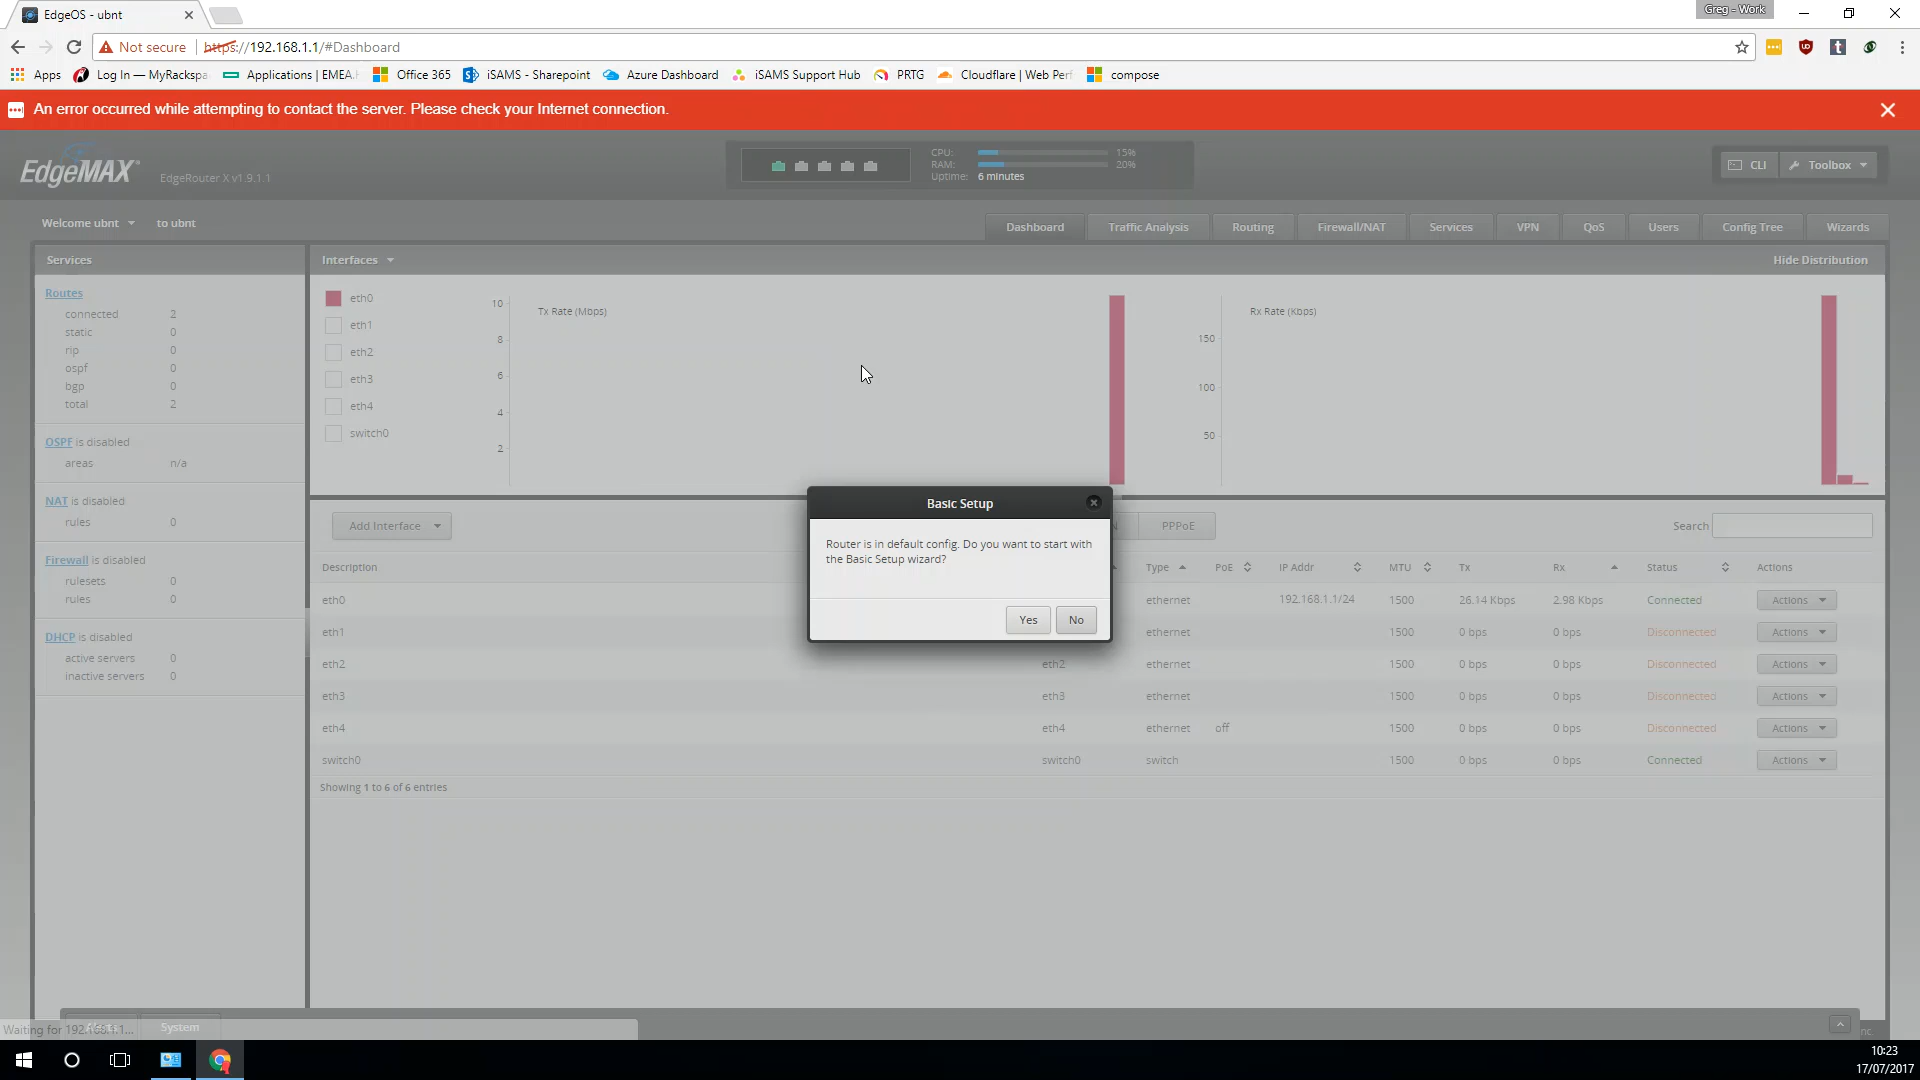 EdgeOS - ubnt
Greg - Work
Not secure
https://192.168.1.1/#Dashboard
Apps
Log In — MyRackspa
Applications | EMEA
Office 365
iSAMS - Sharepoint
Azure Dashboard
iSAMS Support Hub
PRTG
Cloudflare | Web Perf
compose
An error occurred while attempting to contact the server. Please check your Internet connection.
EdgeMAX
EdgeRouter X v1.9.1.1
CPU: 15%
RAM: 20%
Uptime: 6 minutes
CLI
Toolbox
Welcome ubnt
to ubnt
Dashboard
Traffic Analysis
Routing
Firewall/NAT
Services
VPN
QoS
Users
Config Tree
Wizards
Services
Routes
connected 2
static 0
rip 0
ospf 0
bgp 0
total 2
OSPF is disabled
areas n/a
NAT is disabled
rules 0
Firewall is disabled
rulesets 0
rules 0
DHCP is disabled
active servers 0
inactive servers 0
Interfaces
Hide Distribution
eth0
eth1
eth2
eth3
eth4
switch0
Tx Rate (Mbps)
10
8
6
4
2
Rx Rate (Kbps)
150
100
50
Add Interface
PPPoE
Search
Basic Setup
Router is in default config. Do you want to start with
the Basic Setup wizard?
Yes
No
Description Type PoE IP Addr MTU Tx Rx Status Actions
eth0 ethernet 192.168.1.1/24 1500 26.14 Kbps 2.98 Kbps Connected Actions
eth1 ethernet 1500 0 bps 0 bps Disconnected Actions
eth2 eth2 ethernet 1500 0 bps 0 bps Disconnected Actions
eth3 eth3 ethernet 1500 0 bps 0 bps Disconnected Actions
eth4 eth4 ethernet off 1500 0 bps 0 bps Disconnected Actions
switch0 switch0 switch 1500 0 bps 0 bps Connected Actions
Showing 1 to 6 of 6 entries
Waiting for 192.168.1.1...
Alerts
System
10:23
17/07/2017